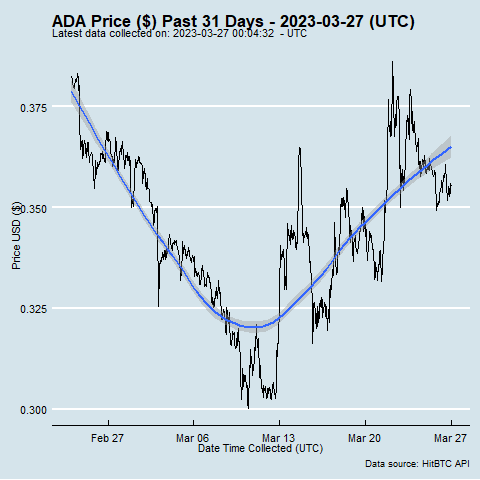 ADA Price ($) Past 31 Days - 2023-03-27 (UTC)
Latest data collected on: 2023-03-27 00:04:32  - UTC
Price USD ($)
0.375
0.350
0.325
0.300
Feb 27
Mar 06
Mar 13
Mar 20
Mar 27
Date Time Collected (UTC)
Data source: HitBTC API